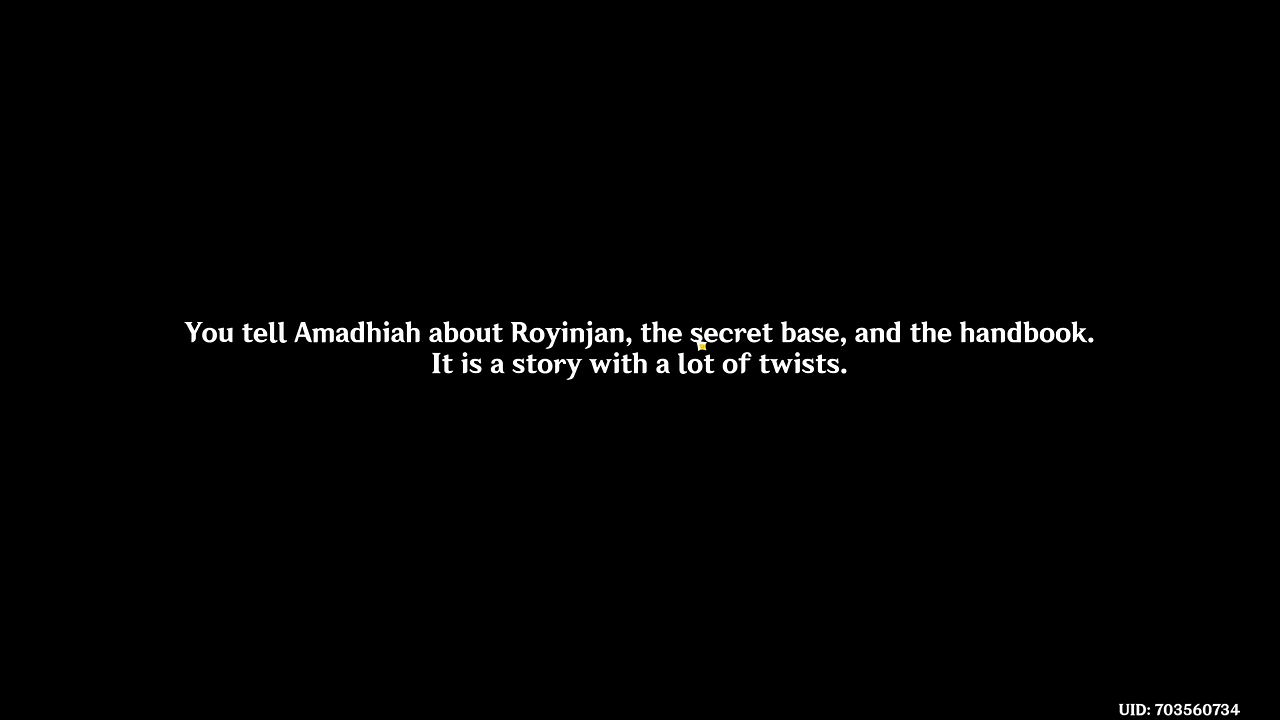 You tell Amadhiah about Royinjan, the secret base, and the handbook.
It is a story with a lot of twists.
UID: 703560734